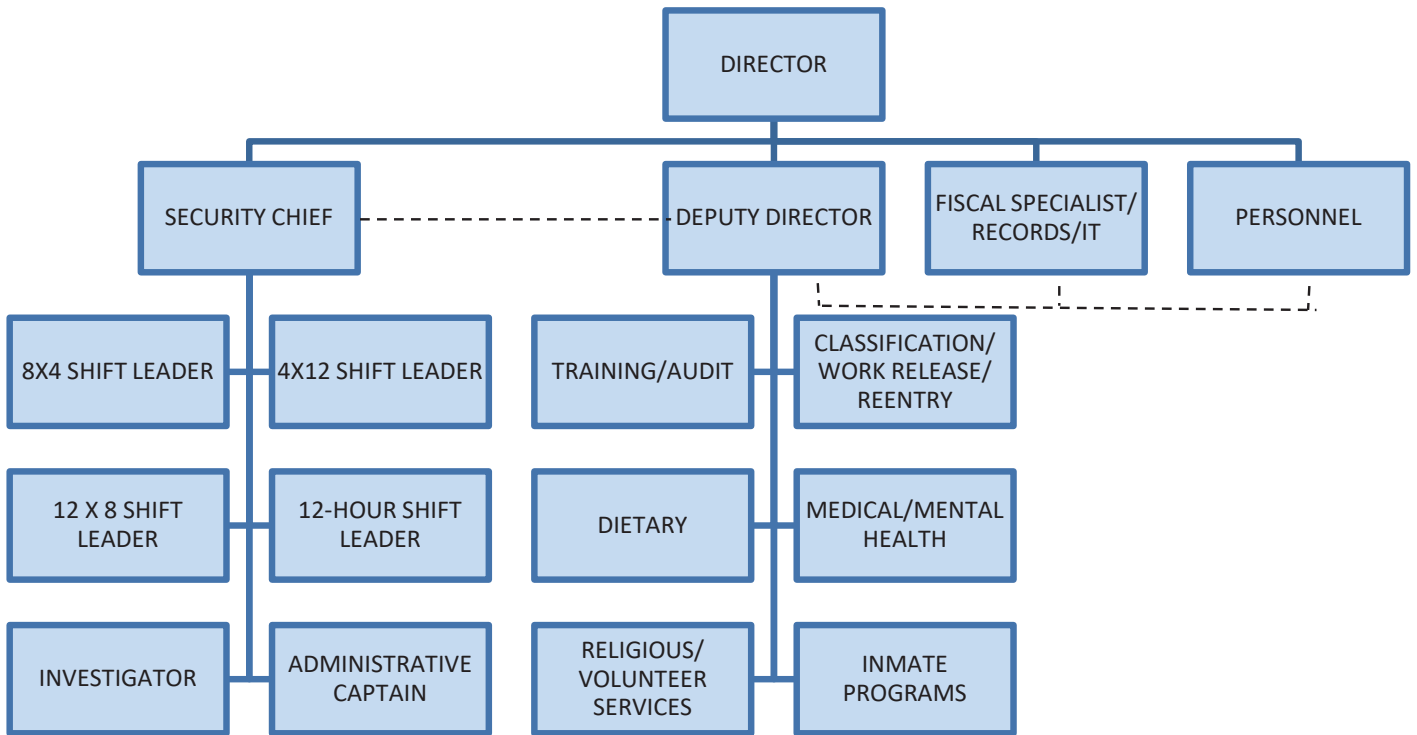 DIRECTOR
SECURITY CHIEF
DEPUTY DIRECTOR
FISCAL SPECIALIST/
RECORDS/IT
PERSONNEL
8X4 SHIFT LEADER
4X12 SHIFT LEADER
TRAINING/AUDIT
CLASSIFICATION/
WORK RELEASE/
REENTRY
12 X 8 SHIFT
LEADER
12-HOUR SHIFT
LEADER
DIETARY
MEDICAL/MENTAL
HEALTH
INVESTIGATOR
ADMINISTRATIVE
CAPTAIN
RELIGIOUS/
VOLUNTEER
SERVICES
INMATE
PROGRAMS